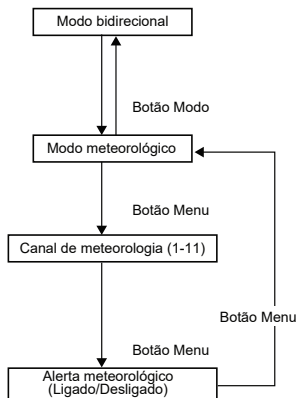 Modo bidirecional
Botão Modo
Modo meteorológico
Botão Menu
Canal de meteorologia (1-11)
Botão Menu
Botão Menu
Alerta meteorológico
(Ligado/Desligado)